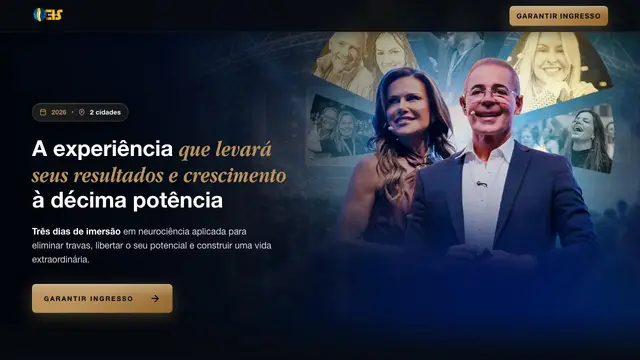 EIS
GARANTIR INGRESSO
2026 • 2 cidades
A experiência que levará
seus resultados e crescimento
à décima potência
Três dias de imersão em neurociência aplicada para
eliminar travas, libertar o seu potencial e construir uma vida
extraordinária.
GARANTIR INGRESSO →